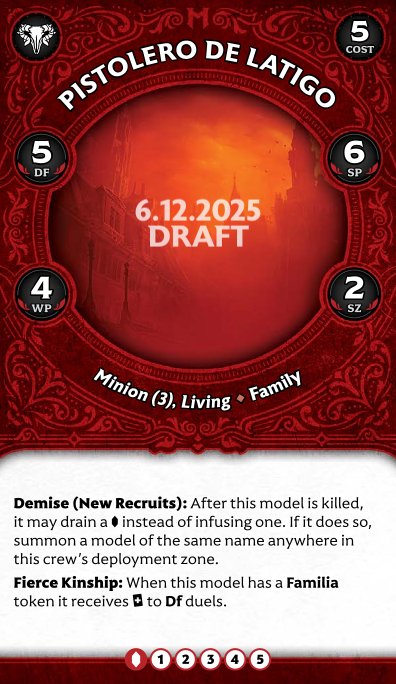 PISTOLERO DE LATIGO
5
COST
5
DF
6
SP
6.12.2025
DRAFT
4
WP
2
SZ
Minion (3), Living ♦ Family
Demise (New Recruits): After this model is killed,
it may drain a instead of infusing one. If it does so,
summon a model of the same name anywhere in
this crew's deployment zone.
Fierce Kinship: When this model has a Familia
token it receives to Df duels.
1 2 3 4 5